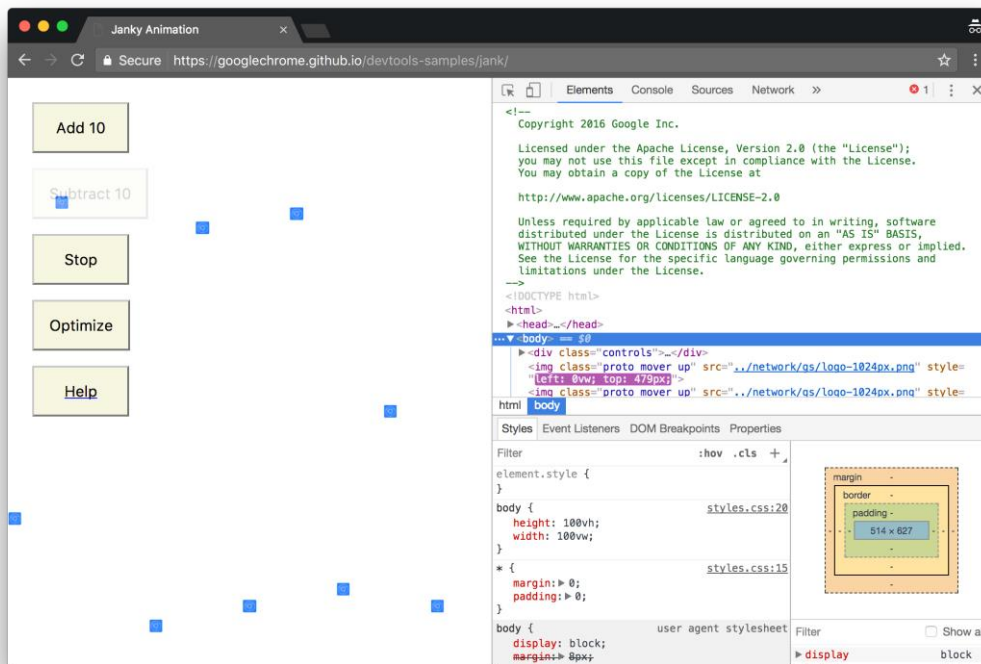 Janky Animation
Secure https://googlechrome.github.io/devtools-samples/jank/
Add 10
Subtract 10
Stop
Optimize
Help
Elements Console Sources Network » 1
<!--
Copyright 2016 Google Inc.
Licensed under the Apache License, Version 2.0 (the "License");
you may not use this file except in compliance with the License.
You may obtain a copy of the License at
http://www.apache.org/licenses/LICENSE-2.0
Unless required by applicable law or agreed to in writing, software
distributed under the License is distributed on an "AS IS" BASIS,
WITHOUT WARRANTIES OR CONDITIONS OF ANY KIND, either express or implied.
See the License for the specific language governing permissions and
limitations under the License.
-->
<!DOCTYPE html>
<html>
▶<head>…</head>
…▼<body> == $0
▶<div class="controls">…</div>
<img class="proto mover up" src="../network/gs/logo-1024px.png" style=
"left: 0vw; top: 479px;">
<img class="proto mover up" src="../network/gs/logo-1024px.png" style=
html body
Styles Event Listeners DOM Breakpoints Properties
Filter :hov .cls +
element.style {
}
body { styles.css:20
height: 100vh;
width: 100vw;
}
* { styles.css:15
margin:▶0;
padding:▶0;
}
body { user agent stylesheet
display: block;
margin:▶8px;
margin -
border -
padding -
- - - 514 × 627 - - -
-
-
-
Filter Show a
▶display block